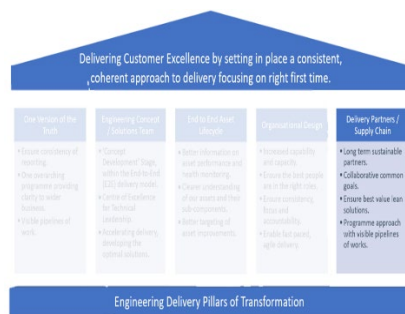 Delivering Customer Excellence by setting in place a consistent,
coherent approach to delivery focusing on right first time.
One Version of the
Truth
• Ensure consistency of
reporting.
• One overarching
programme providing
clarity to wider
business.
• Visible pipelines of
work.
Engineering Concept
/ Solutions Team
• 'Concept
Development' Stage,
within the End-to-End
(E2E) delivery model.
• Centre of Excellence
for Technical
Leadership.
• Accelerating delivery,
developing the
optimal solutions.
End to End Asset
Lifecycle
• Better information on
asset performance and
health monitoring.
• Clearer understanding
of our assets and their
sub-components.
• Better targeting of
asset improvements.
Organisational Design
• Increased capability
and capacity.
• Ensure the best people
are in the right roles.
• Ensure consistency,
focus and
accountability.
• Enable fast paced,
agile delivery.
Delivery Partners /
Supply Chain
• Long term sustainable
partners.
• Collaborative common
goals.
• Ensure best value lean
solutions.
• Programme approach
with visible pipelines
of works.
Engineering Delivery Pillars of Transformation